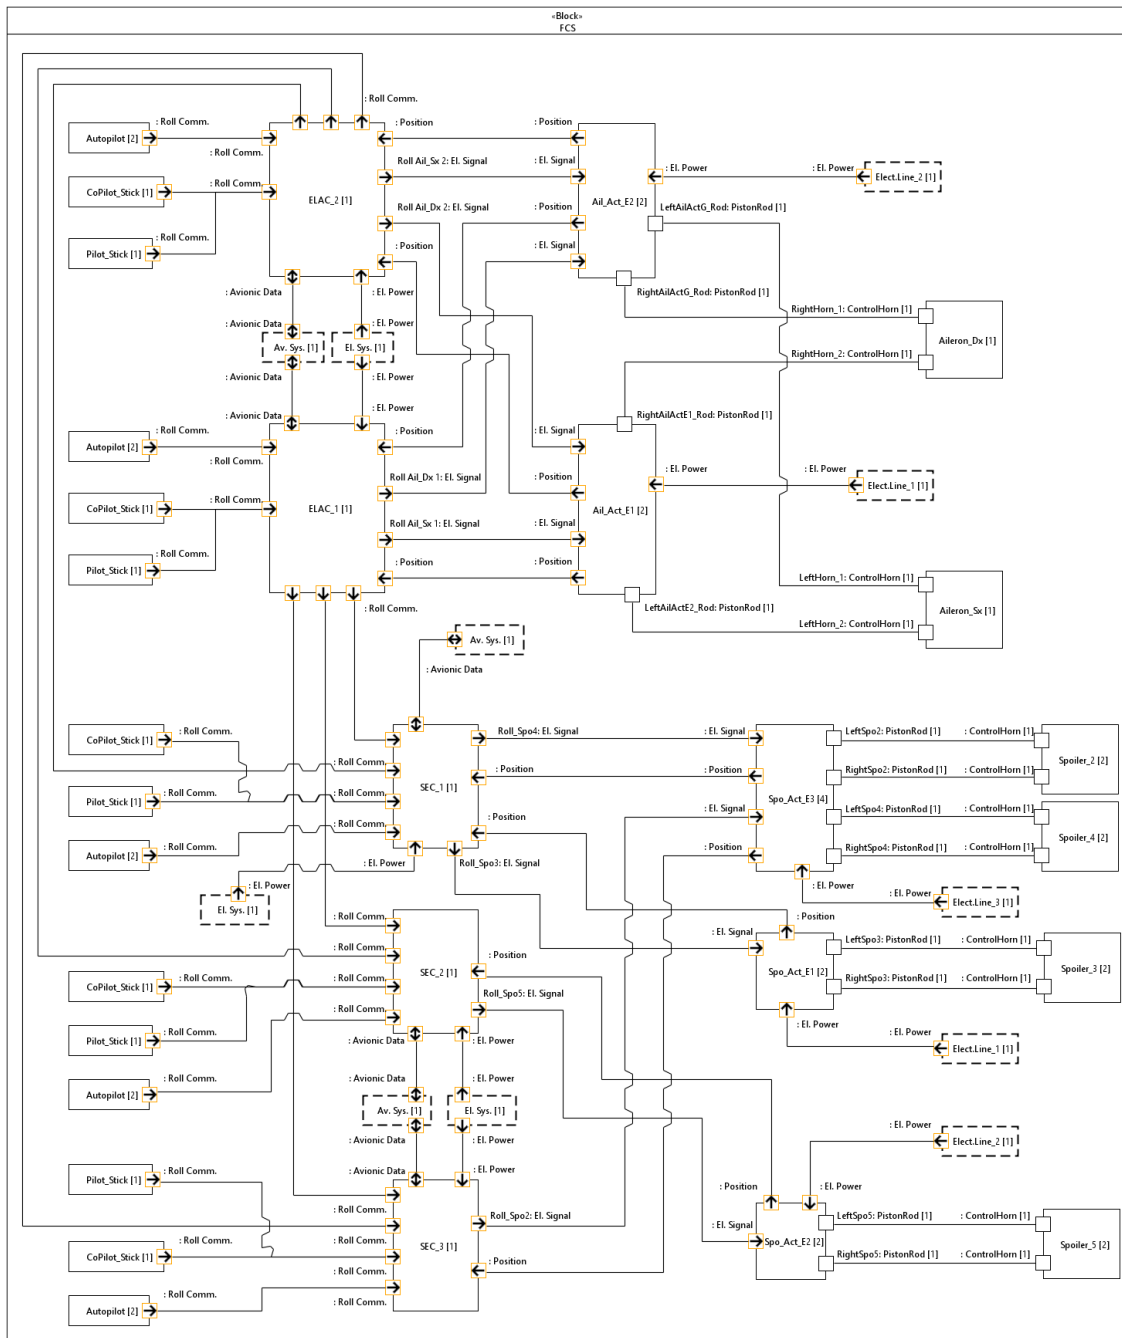 «Block»
FCS
: Roll Comm.
: Roll Comm.
: Position
: Position
Autopilot [2]
: Roll Comm.
Roll Ail_Sx 2: El. Signal
: El. Signal
: El. Power
: El. Power
CoPilot_Stick [1]
: Roll Comm.
Elect.Line_2 [1]
ELAC_2 [1]
Ail_Act_E2 [2]
Roll Ail_Dx 2: El. Signal
: Position
LeftAilActG_Rod: PistonRod [1]
: Roll Comm.
Pilot_Stick [1]
: Position
: El. Signal
: Avionic Data
: El. Power
RightAilActG_Rod: PistonRod [1]
RightHorn_1: ControlHorn [1]
: Avionic Data
: El. Power
Aileron_Dx [1]
Av. Sys. [1]
El. Sys. [1]
RightHorn_2: ControlHorn [1]
: Avionic Data
: El. Power
: Avionic Data
: El. Power
RightAilActE1_Rod: PistonRod [1]
: Roll Comm.
: Position
: El. Signal
Autopilot [2]
: Roll Comm.
: El. Power
: El. Power
Roll Ail_Dx 1: El. Signal
: Position
Elect.Line_1 [1]
CoPilot_Stick [1]
: Roll Comm.
ELAC_1 [1]
Ail_Act_E1 [2]
Roll Ail_Sx 1: El. Signal
: El. Signal
: Roll Comm.
Pilot_Stick [1]
: Position
: Position
LeftHorn_1: ControlHorn [1]
: Roll Comm.
LeftAilActE2_Rod: PistonRod [1]
Aileron_Sx [1]
LeftHorn_2: ControlHorn [1]
Av. Sys. [1]
: Avionic Data
: Roll Comm.
Roll_Spo4: El. Signal
: El. Signal
LeftSpo2: PistonRod [1]
: ControlHorn [1]
CoPilot_Stick [1]
: Roll Comm.
: Position
: Position
RightSpo2: PistonRod [1]
: ControlHorn [1]
Spoiler_2 [2]
: Roll Comm.
Pilot_Stick [1]
: Roll Comm.
SEC_1 [1]
Spo_Act_E3 [4]
: Position
: El. Signal
LeftSpo4: PistonRod [1]
: ControlHorn [1]
: Roll Comm.
: Roll Comm.
Spoiler_4 [2]
Autopilot [2]
: El. Power
Roll_Spo3: El. Signal
: Position
RightSpo4: PistonRod [1]
: ControlHorn [1]
: El. Power
: El. Power
: El. Power
El. Sys. [1]
Elect.Line_3 [1]
: Roll Comm.
: Position
: Roll Comm.
: El. Signal
LeftSpo3: PistonRod [1]
: ControlHorn [1]
: Position
: Roll Comm.
SEC_2 [1]
Spo_Act_E1 [2]
Spoiler_3 [2]
CoPilot_Stick [1]
: Roll Comm.
: Roll Comm.
Roll_Spo5: El. Signal
RightSpo3: PistonRod [1]
: ControlHorn [1]
: Roll Comm.
Pilot_Stick [1]
: Avionic Data
: El. Power
: El. Power
: El. Power
Elect.Line_1 [1]
: Roll Comm.
: Avionic Data
: El. Power
Autopilot [2]
Av. Sys. [1]
El. Sys. [1]
: El. Power
: Avionic Data
: El. Power
Elect.Line_2 [1]
: Roll Comm.
: Avionic Data
: El. Power
Pilot_Stick [1]
: Position
: El. Power
: Roll Comm.
Roll_Spo2: El. Signal
: El. Signal
LeftSpo5: PistonRod [1]
: ControlHorn [1]
: Roll Comm.
: Roll Comm.
CoPilot_Stick [1]
SEC_3 [1]
Spo_Act_E2 [2]
Spoiler_5 [2]
: Position
RightSpo5: PistonRod [1]
: ControlHorn [1]
: Roll Comm.
: Roll Comm.
Autopilot [2]
: Roll Comm.